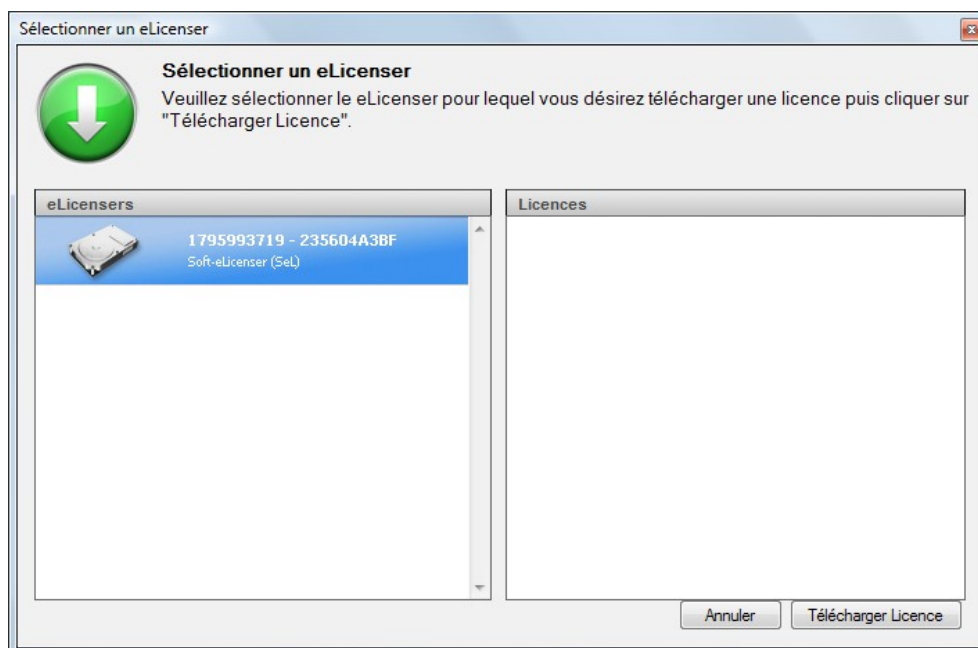 Sélectionner un eLicenser
Sélectionner un eLicenser
Veuillez sélectionner le eLicenser pour lequel vous désirez télécharger une licence puis cliquer sur
"Télécharger Licence".
eLicensers
Licences
1795993719 - 235604A3BF
Soft-eLicenser (SeL)
Annuler
Télécharger Licence